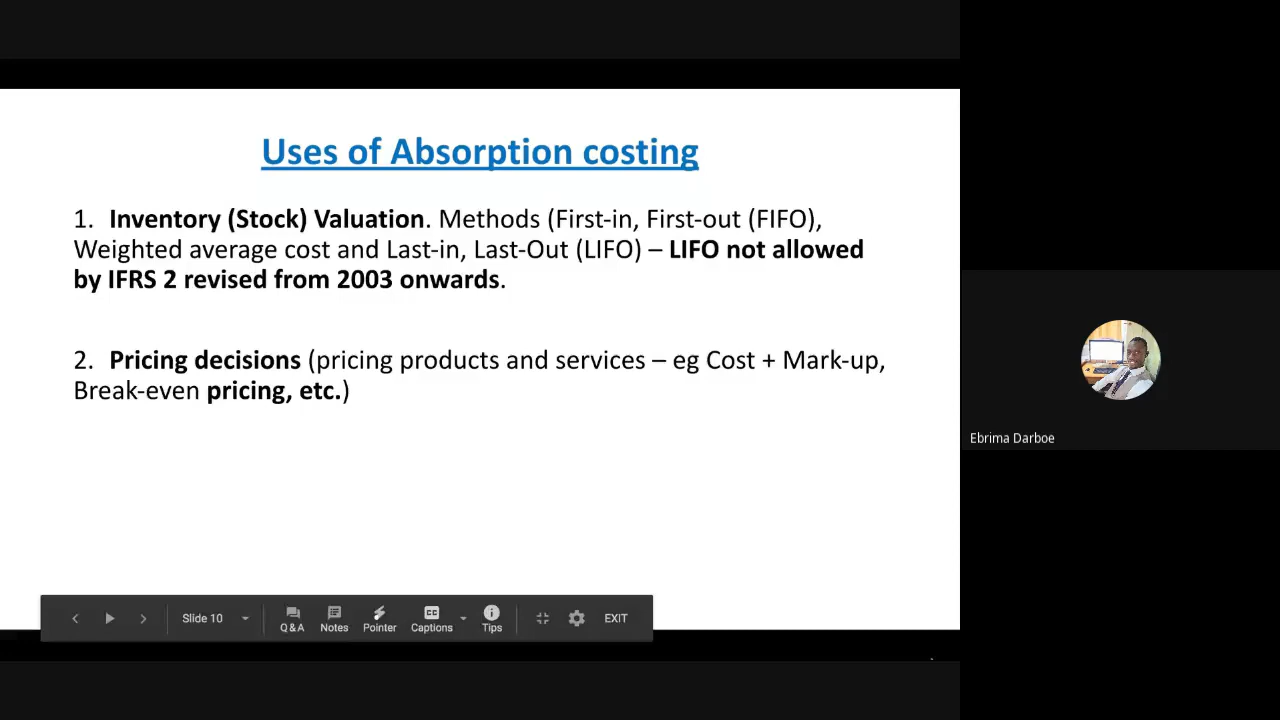 Uses of Absorption costing
1. Inventory (Stock) Valuation. Methods (First-in, First-out (FIFO),
Weighted average cost and Last-in, Last-Out (LIFO) – LIFO not allowed
by IFRS 2 revised from 2003 onwards.
2. Pricing decisions (pricing products and services – eg Cost + Mark-up,
Break-even pricing, etc.)
Ebrima Darboe
Slide 10
Q&A
Notes
Pointer
CC
Captions
Tips
EXIT